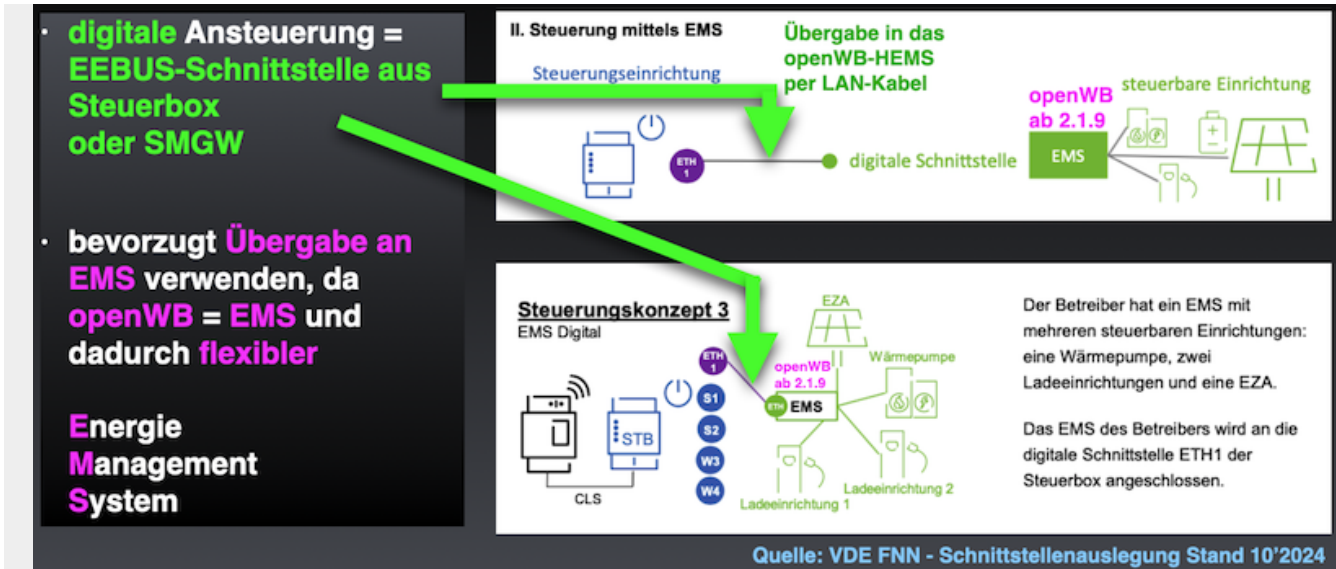 · digitale Ansteuerung =
EEBUS-Schnittstelle aus
Steuerbox
oder SMGW
· bevorzugt Übergabe an
EMS verwenden, da
openWB = EMS und
dadurch flexibler
Energie
Management
System
II. Steuerung mittels EMS
Übergabe in das
openWB-HEMS
per LAN-Kabel
Steuerungseinrichtung
ETH
1
digitale Schnittstelle
openWB
ab 2.1.9
EMS
steuerbare Einrichtung
Steuerungskonzept 3
EMS Digital
STB
CLS
ETH
1
S1
S2
W3
W4
EZA
openWB
ab 2.1.9
ETH
EMS
Wärmepumpe
Ladeeinrichtung 1
Ladeeinrichtung 2
Der Betreiber hat ein EMS mit
mehreren steuerbaren Einrichtungen:
eine Wärmepumpe, zwei
Ladeeinrichtungen und eine EZA.
Das EMS des Betreibers wird an die
digitale Schnittstelle ETH1 der
Steuerbox angeschlossen.
Quelle: VDE FNN - Schnittstellenauslegung Stand 10'2024